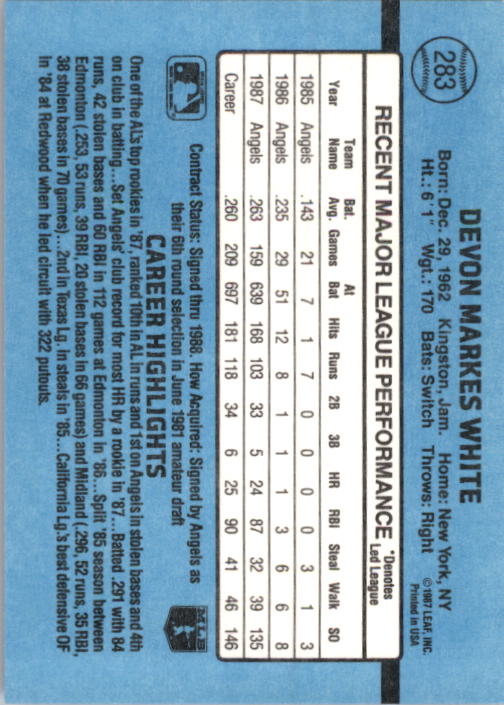 283
DEVON MARKES WHITE
Born: Dec. 29, 1962 Kingston, Jam. Home: New York, NY
Ht.: 6'1" Wgt.: 170 Bats: Switch Throws: Right
©1987 LEAF, INC.
Printed in USA
RECENT MAJOR LEAGUE PERFORMANCE *Denotes Led League
Year Team Name Bat. Avg. Games At Bat Hits Runs 2B 3B HR RBI Steal Walk SO
1985 Angels .143 21 7 1 7 0 0 0 0 3 1 3
1986 Angels .235 29 51 12 8 1 1 1 3 6 6 8
1987 Angels .263 159 639 168 103 33 5 24 87 32 39 135
Career .260 209 697 181 118 34 6 25 90 41 46 146
Contract Status: Signed thru 1988. How Acquired: Signed by Angels as
their 6th round selection in June 1981 amateur draft
MLB
CAREER HIGHLIGHTS
One of the AL's top rookies in '87, ranked 10th in AL in runs and 1st on Angels in stolen bases and 4th
on club in batting...Set Angels' club record for most HR by a rookie in '87...Batted .291 with 84
runs, 42 stolen bases and 60 RBI in 112 games at Edmonton in '86...Split '85 season between
Edmonton (.253, 53 runs, 39 RBI, 20 stolen bases in 66 games) and Midland (.296, 52 runs, 35 RBI,
38 stolen bases in 70 games)....2nd in Texas Lg. in steals in '85...California Lg.'s best defensive OF
in '84 at Redwood when he led circuit with 322 putouts.